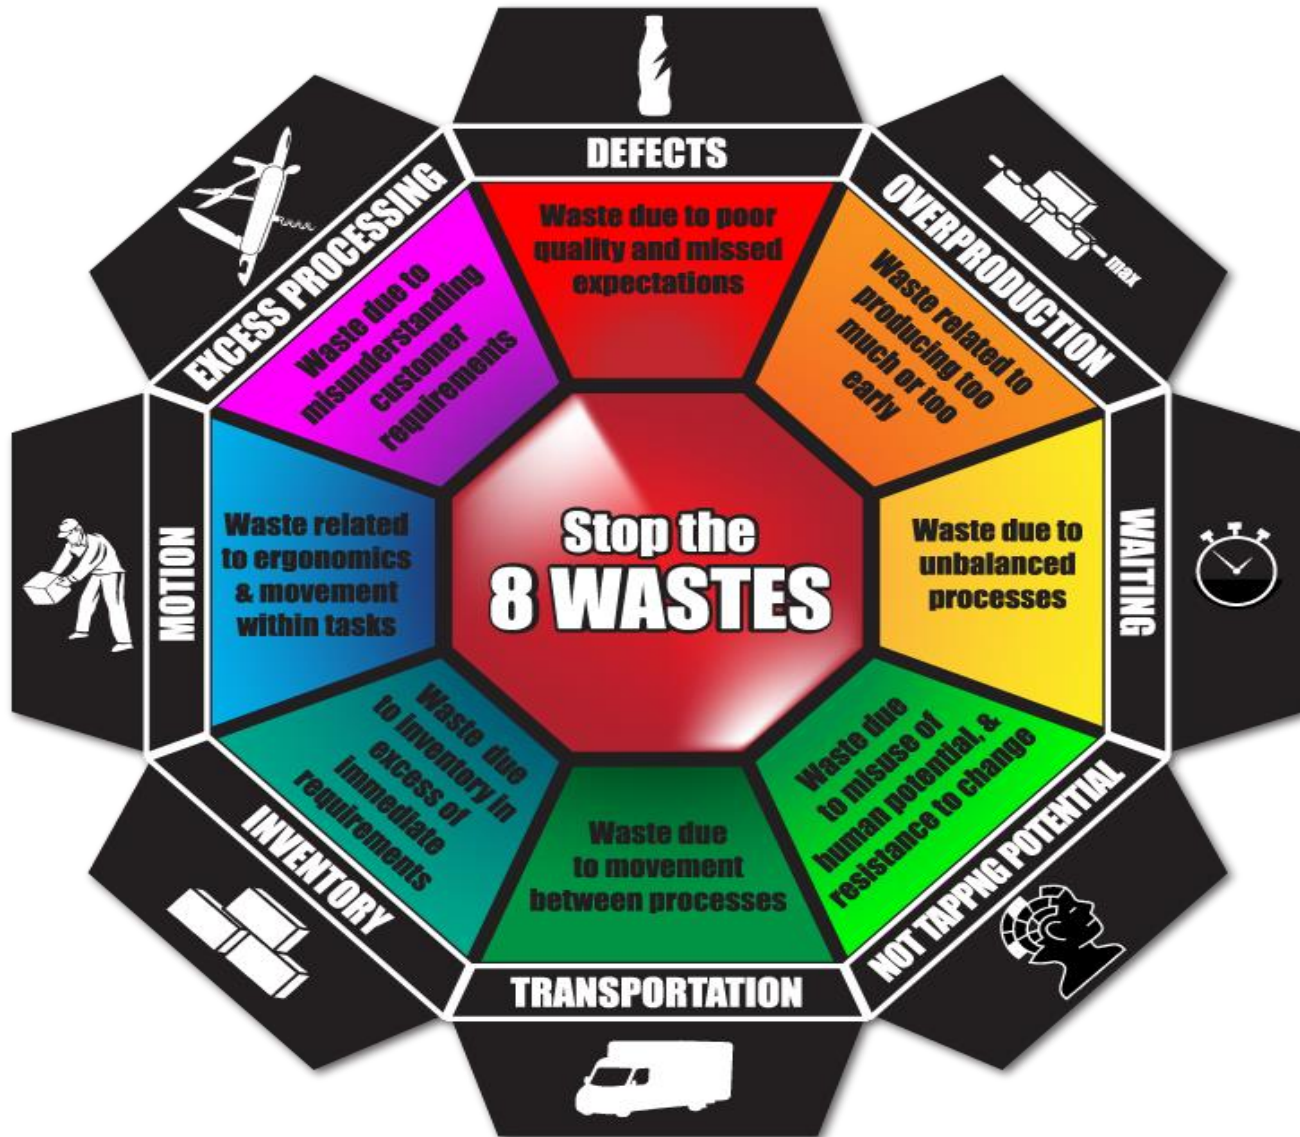 DEFECTS
Waste due to poor
quality and missed
expectations
OVERPRODUCTION
max
Waste related to
producing too
much or too
early
WAITING
Waste due to
unbalanced
processes
NOT TAPPNG POTENTIAL
Waste due
to misuse of
human potential, &
resistance to change
TRANSPORTATION
Waste due
to movement
between processes
INVENTORY
Waste due
to inventory in
excess of
immediate
requirements
MOTION
Waste related
to ergonomics
& movement
within tasks
EXCESS PROCESSING
Waste due to
misunderstanding
customer
requirements
Stop the
8 WASTES